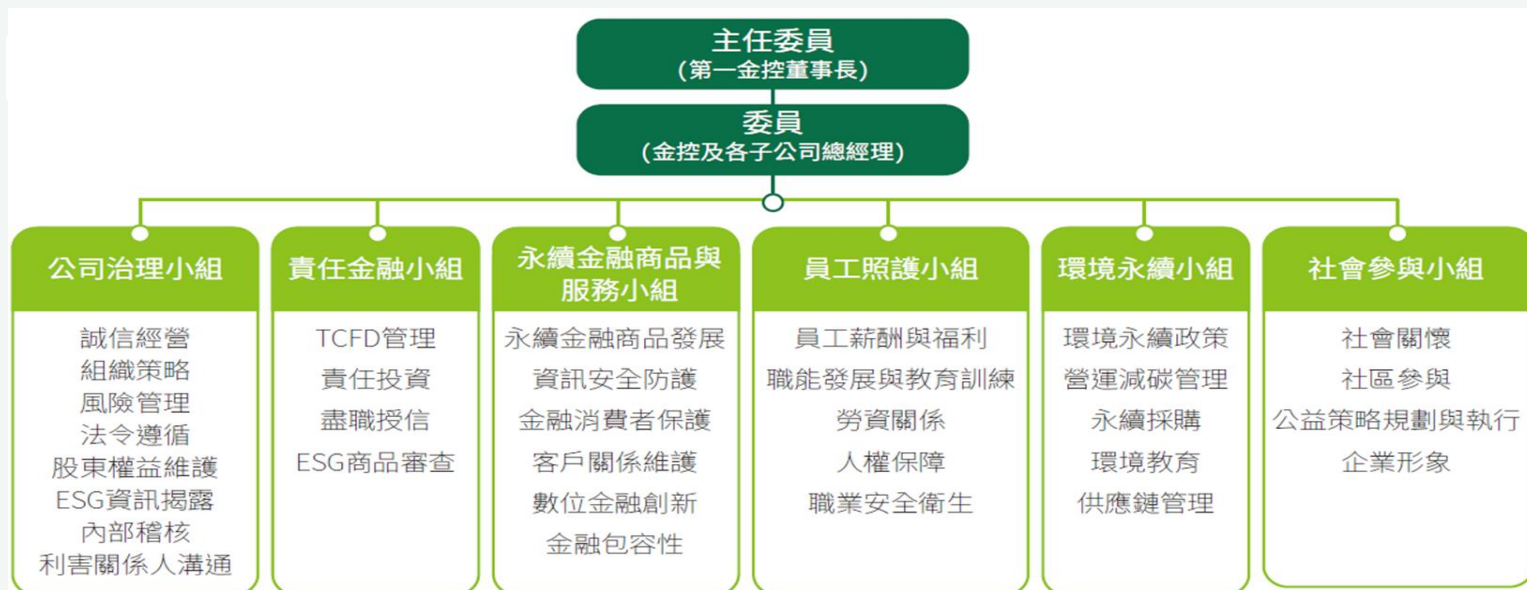 主任委員
(第一金控董事長)
委員
(金控及各子公司總經理)
公司治理小組
誠信經營
組織策略
風險管理
法令遵循
股東權益維護
ESG資訊揭露
內部稽核
利害關係人溝通
責任金融小組
TCFD管理
責任投資
盡職授信
ESG商品審查
永續金融商品與
服務小組
永續金融商品發展
資訊安全防護
金融消費者保護
客戶關係維護
數位金融創新
金融包容性
員工照護小組
員工薪酬與福利
職能發展與教育訓練
勞資關係
人權保障
職業安全衛生
環境永續小組
環境永續政策
營運減碳管理
永續採購
環境教育
供應鏈管理
社會參與小組
社會關懷
社區參與
公益策略規劃與執行
企業形象